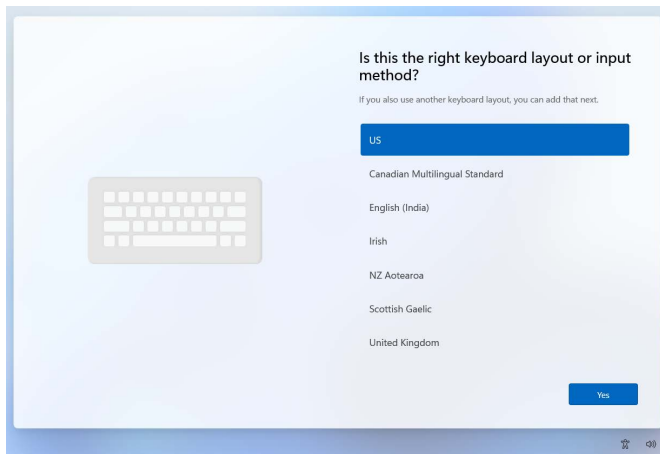 Is this the right keyboard layout or input
method?
If you also use another keyboard layout, you can add that next.
US
Canadian Multilingual Standard
English (India)
Irish
NZ Aotearoa
Scottish Gaelic
United Kingdom
Yes